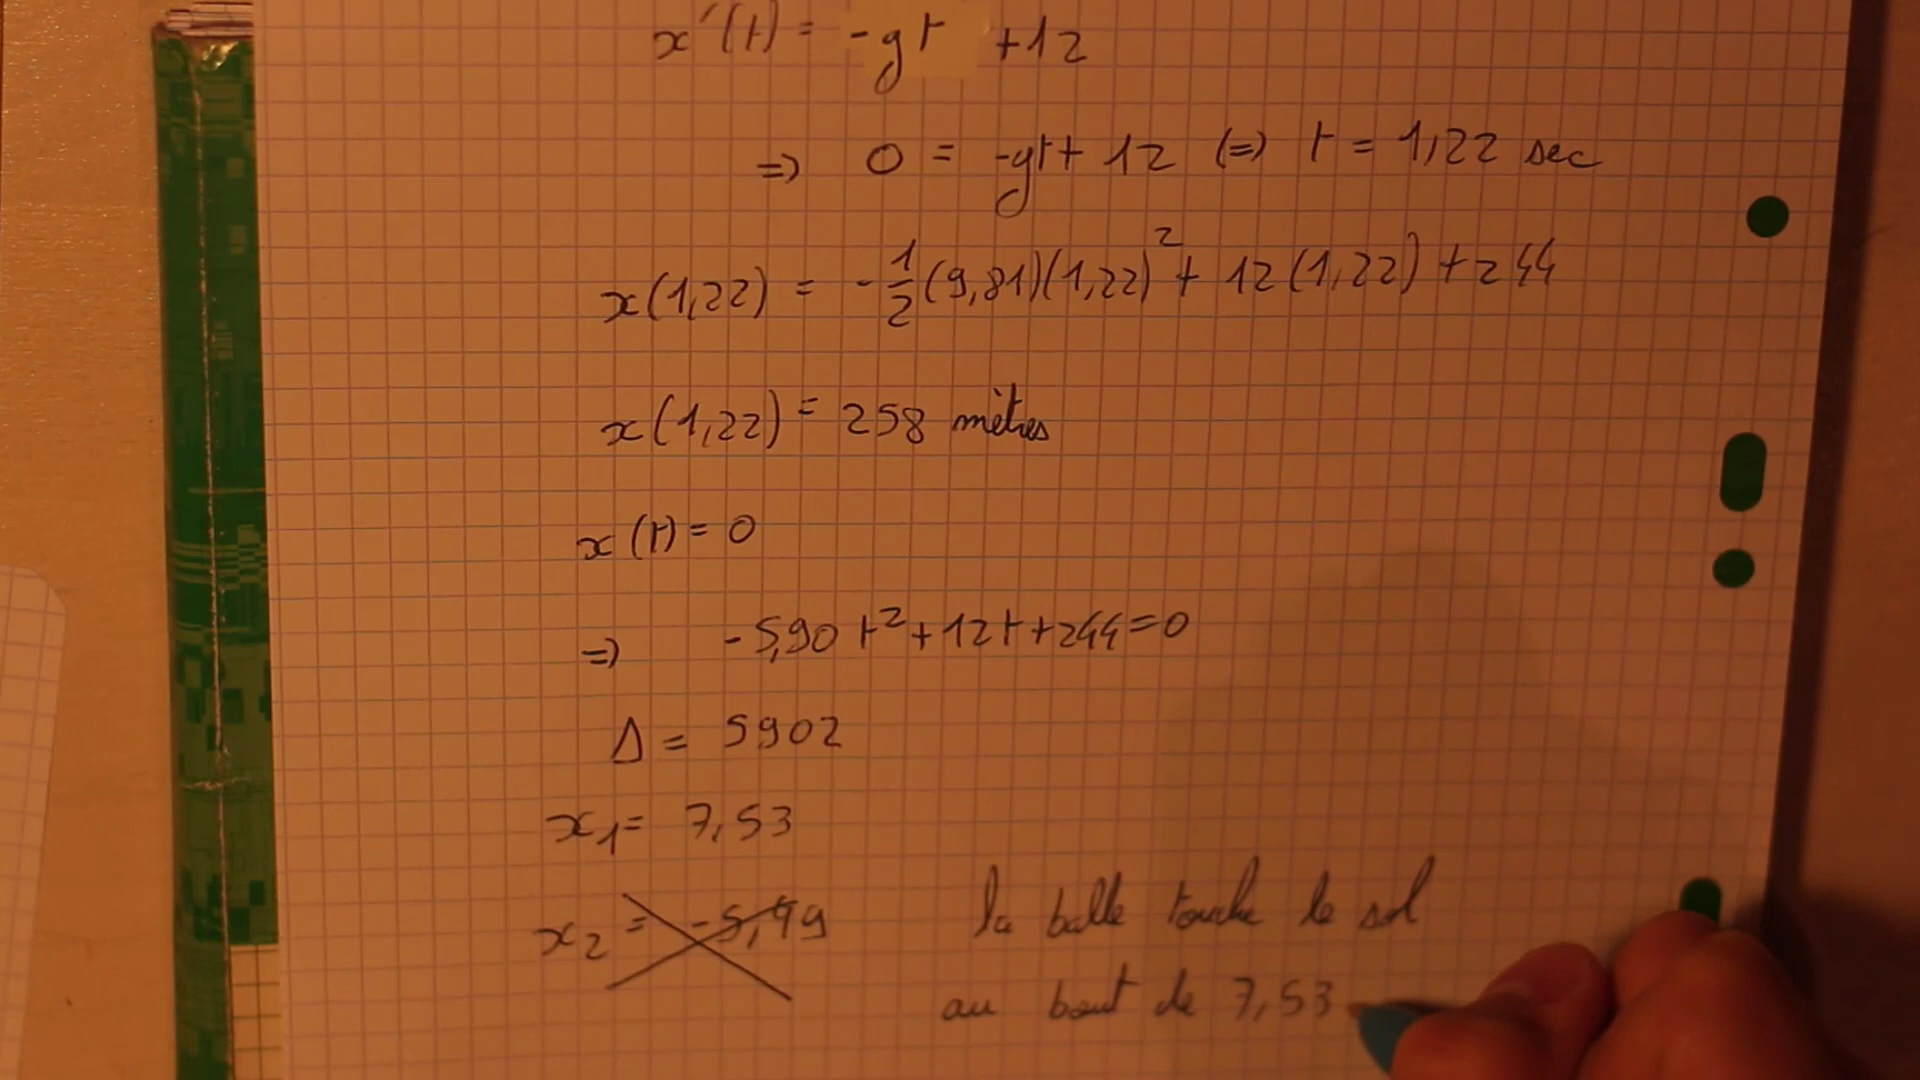 x'(t) = -gt +12
=> 0 = -gt + 12 (=) t = 1,22 sec
x(1,22) = -1/2(9,81)(1,22)² + 12(1,22) + 244
x(1,22) = 258 mètres
x(t) = 0
=> -5,90 t² + 12t + 244 = 0
Δ = 5902
x₁ = 7,53
x₂ = -5,49
la balle touche le sol
au bout de 7,53